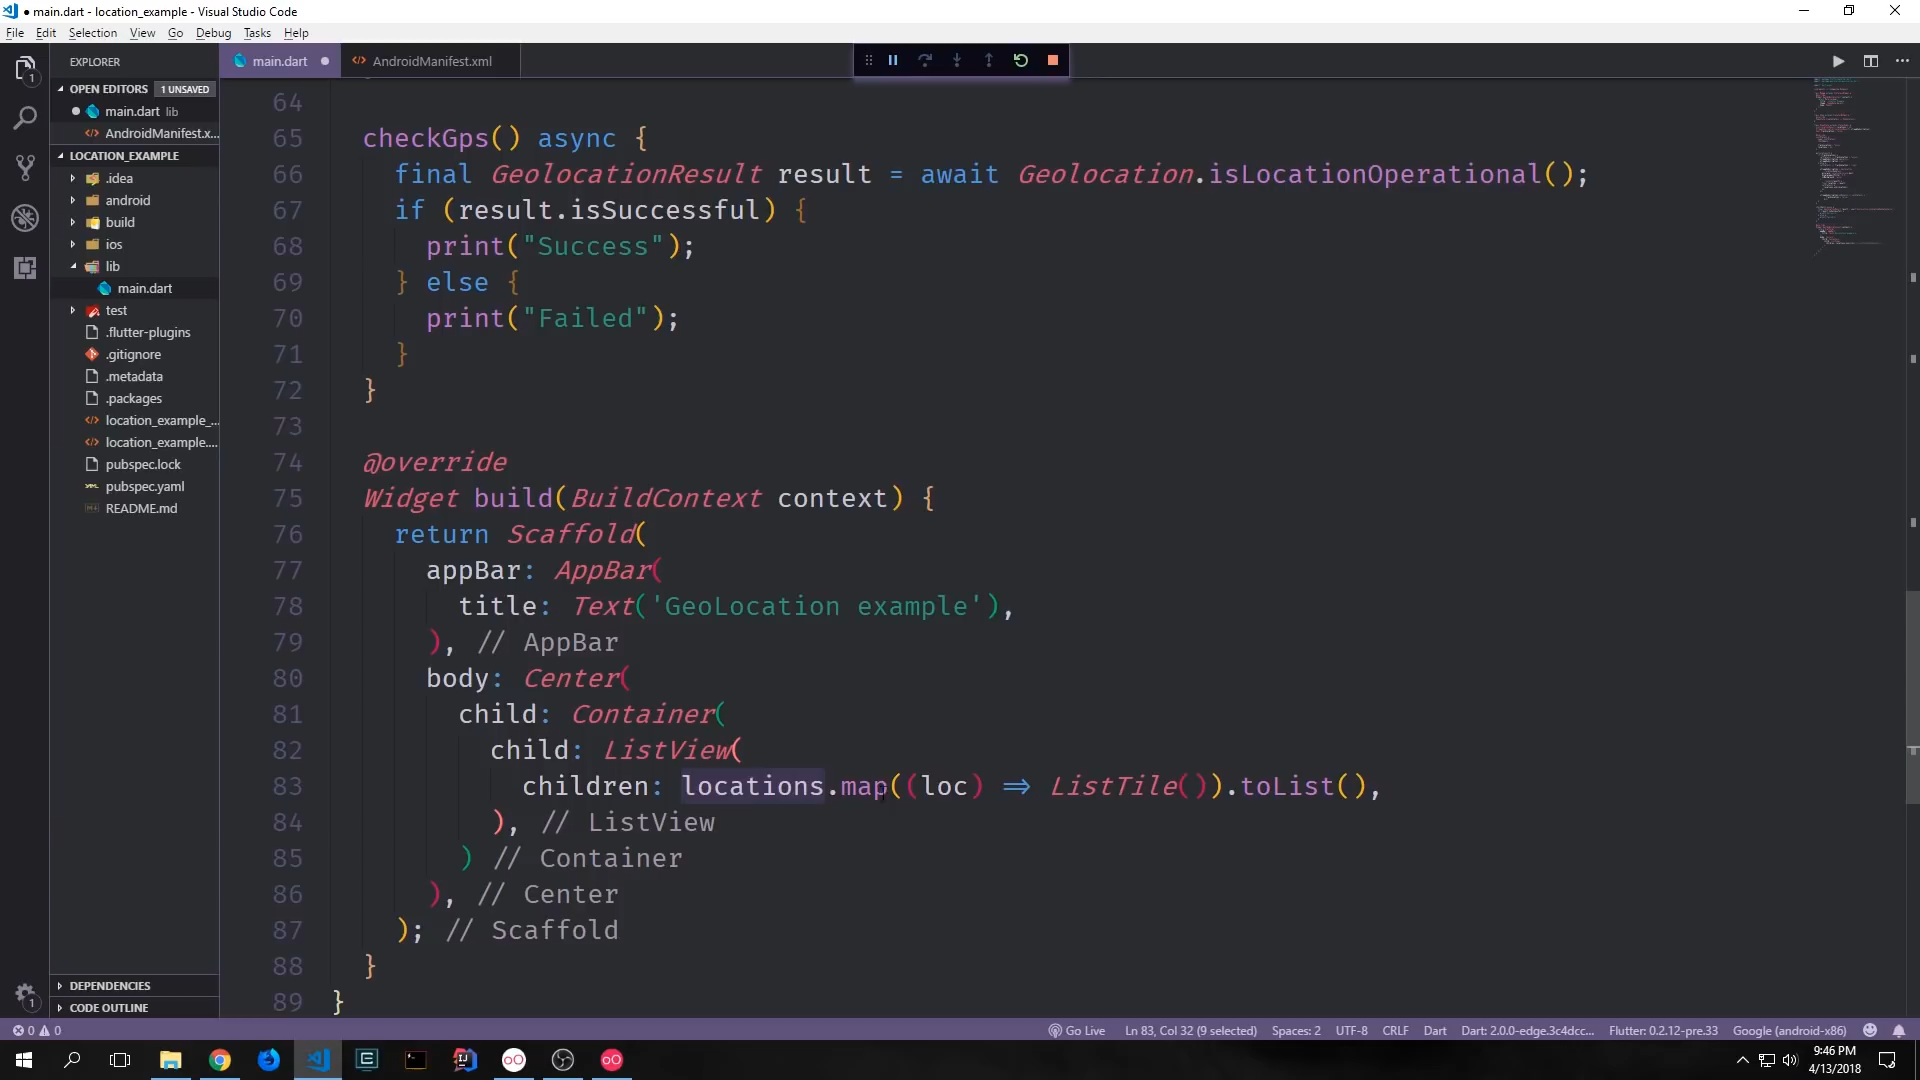 main.dart - location_example - Visual Studio Code
File Edit Selection View Go Debug Tasks Help
EXPLORER
OPEN EDITORS 1 UNSAVED
main.dart lib
AndroidManifest.x...
LOCATION_EXAMPLE
.idea
android
build
ios
lib
main.dart
test
.flutter-plugins
.gitignore
.metadata
.packages
location_example_...
location_example....
pubspec.lock
pubspec.yaml
README.md
DEPENDENCIES
CODE OUTLINE
1
1
main.dart AndroidManifest.xml
64
65 checkGps() async {
66 final GeolocationResult result = await Geolocation.isLocationOperational();
67 if (result.isSuccessful) {
68 print("Success");
69 } else {
70 print("Failed");
71 }
72 }
73
74 @override
75 Widget build(BuildContext context) {
76 return Scaffold(
77 appBar: AppBar(
78 title: Text('GeoLocation example'),
79 ), // AppBar
80 body: Center(
81 child: Container(
82 child: ListView(
83 children: locations.map((loc) => ListTile()).toList(),
84 ), // ListView
85 ) // Container
86 ), // Center
87 ); // Scaffold
88 }
89 }
0 0 Go Live Ln 83, Col 32 (9 selected) Spaces: 2 UTF-8 CRLF Dart Dart: 2.0.0-edge.3c4dcc... Flutter: 0.2.12-pre.33 Google (android-x86)
9:46 PM
4/13/2018